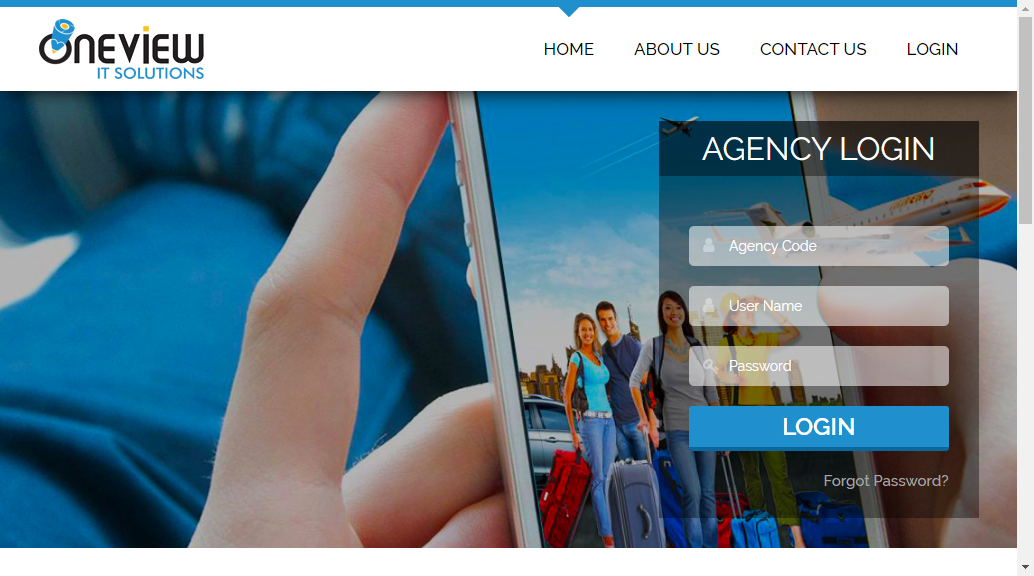 ONEVIEW
IT SOLUTIONS
HOME
ABOUT US
CONTACT US
LOGIN
AGENCY LOGIN
Agency Code
User Name
Password
LOGIN
Forgot Password?